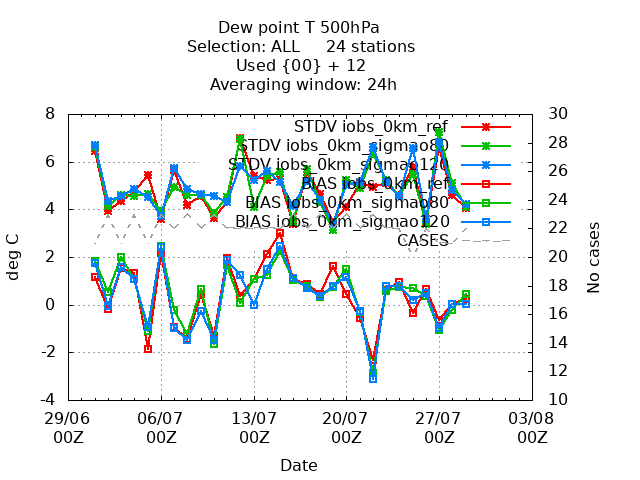 Dew point T 500hPa
Selection: ALL     24 stations
Used {00} + 12
Averaging window: 24h
STDV iobs_0km_ref
STDV iobs_0km_sigmao80
STDV iobs_0km_sigmao120
BIAS iobs_0km_ref
BIAS iobs_0km_sigmao80
BIAS iobs_0km_sigmao120
CASES
deg C
8
6
4
2
0
-2
-4
No cases
30
28
26
24
22
20
18
16
14
12
10
29/06 06/07 13/07 20/07 27/07 03/08
00Z 00Z 00Z 00Z 00Z 00Z
Date